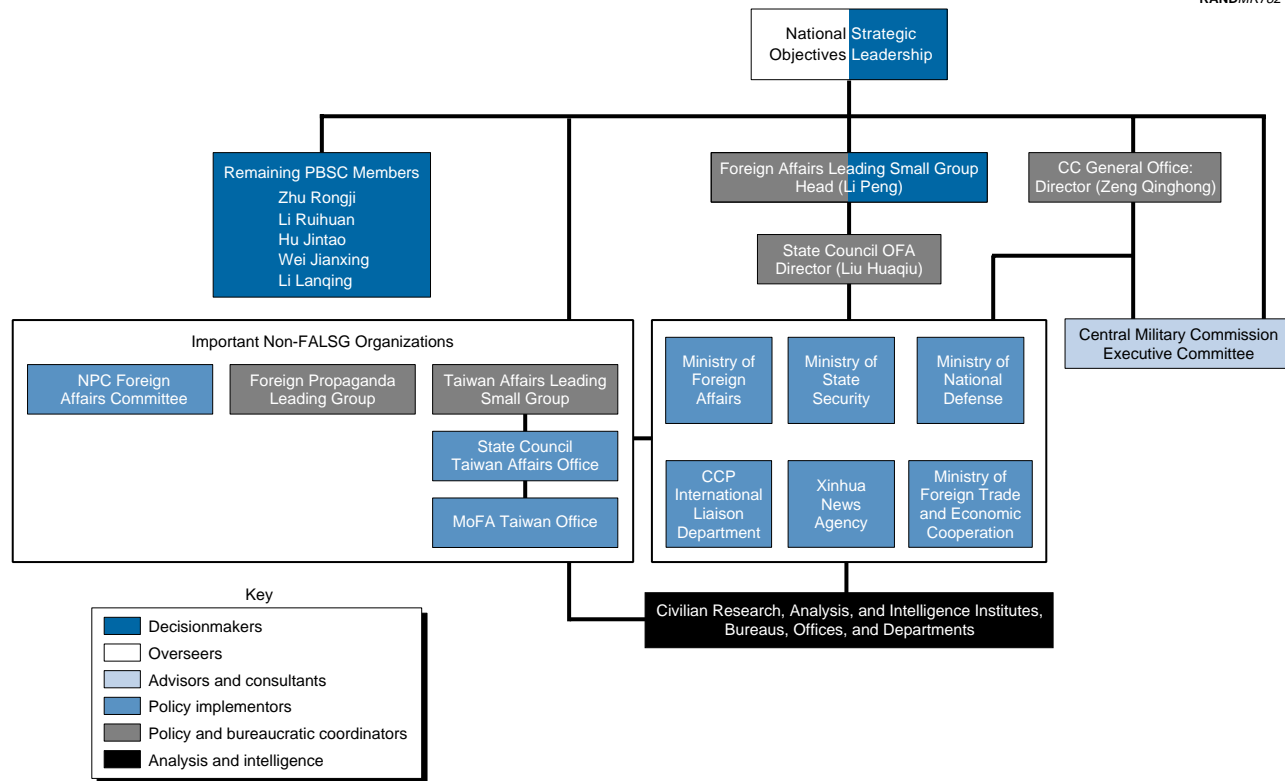 RANDMR782
National Strategic
Objectives Leadership
Remaining PBSC Members
Zhu Rongji
Li Ruihuan
Hu Jintao
Wei Jianxing
Li Lanqing
Foreign Affairs Leading Small Group
Head (Li Peng)
CC General Office:
Director (Zeng Qinghong)
State Council OFA
Director (Liu Huaqiu)
Central Military Commission
Executive Committee
Important Non-FALSG Organizations
NPC Foreign
Affairs Committee
Foreign Propaganda
Leading Group
Taiwan Affairs Leading
Small Group
State Council
Taiwan Affairs Office
MoFA Taiwan Office
Ministry of
Foreign
Affairs
Ministry of
State
Security
Ministry of
National
Defense
CCP
International
Liaison
Department
Xinhua
News
Agency
Ministry of
Foreign Trade
and Economic
Cooperation
Civilian Research, Analysis, and Intelligence Institutes,
Bureaus, Offices, and Departments
Key
Decisionmakers
Overseers
Advisors and consultants
Policy implementors
Policy and bureaucratic coordinators
Analysis and intelligence